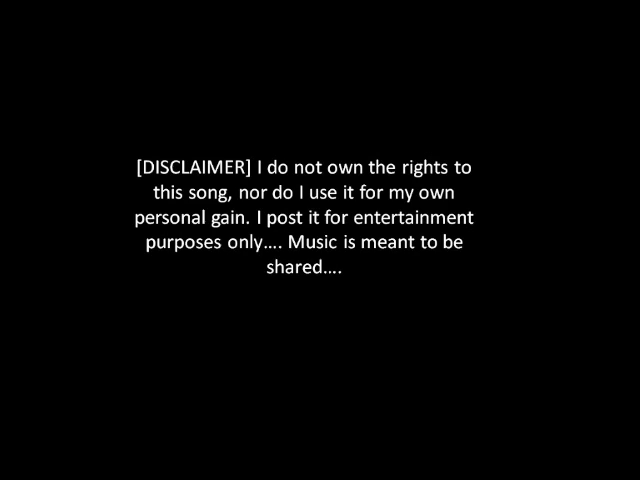 [DISCLAIMER] I do not own the rights to
this song, nor do I use it for my own
personal gain. I post it for entertainment
purposes only.... Music is meant to be
shared....